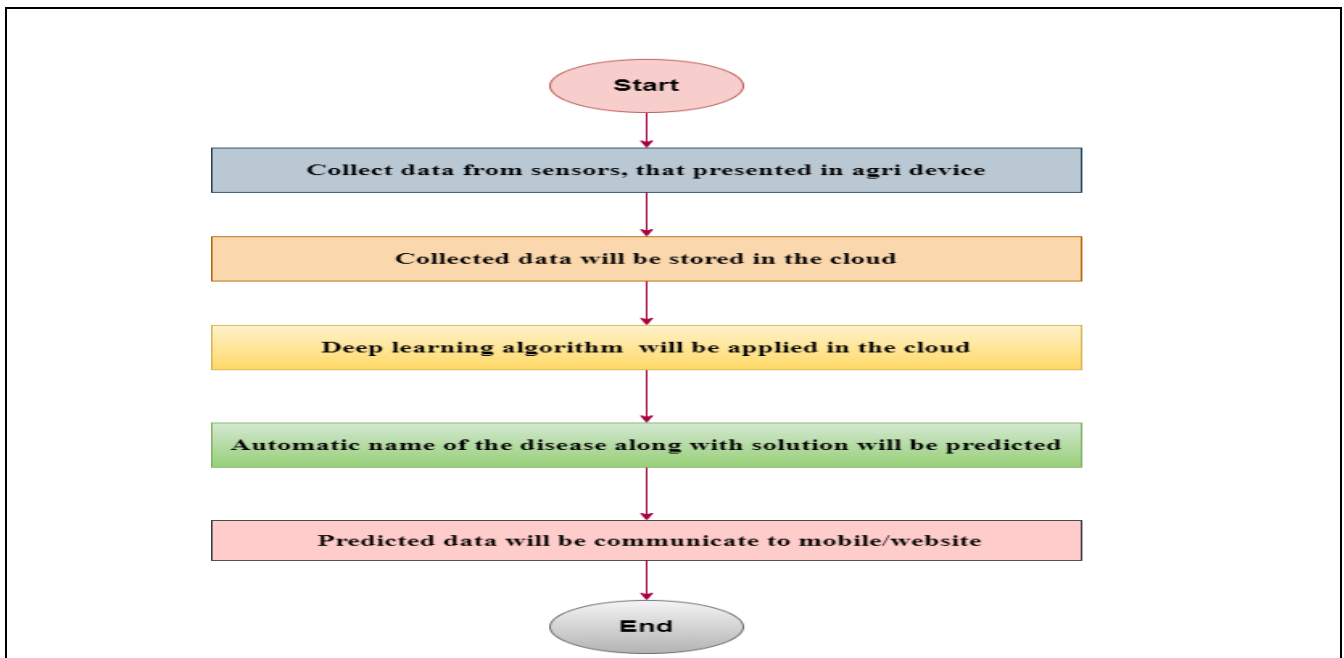 Start
Collect data from sensors, that presented in agri device
Collected data will be stored in the cloud
Deep learning algorithm will be applied in the cloud
Automatic name of the disease along with solution will be predicted
Predicted data will be communicate to mobile/website
End